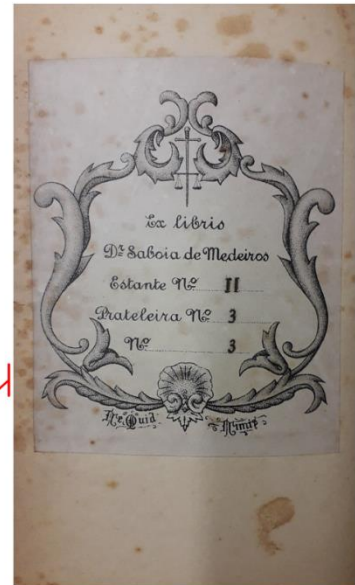 Ex libris
Dr Saboia de Medeiros
Estante No II
Prateleira No 3
No 3
Ne Quid Nimis